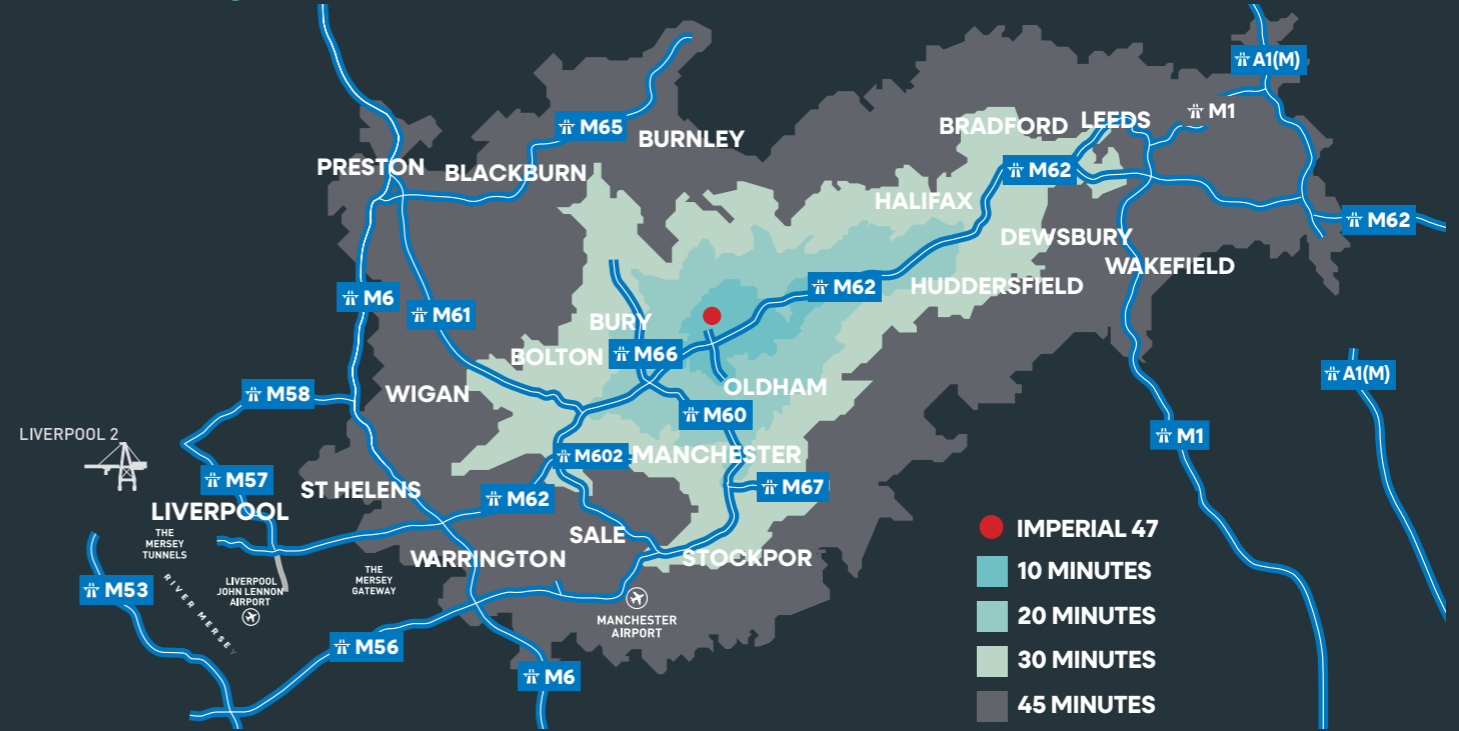 A1(M)
M1
M65
BURNLEY
BRADFORD
LEEDS
PRESTON
BLACKBURN
M62
HALIFAX
M62
DEWSBURY
WAKEFIELD
M6
M61
M62
HUDDERSFIELD
BURY
BOLTON
M66
WIGAN
OLDHAM
A1(M)
M58
M60
LIVERPOOL 2
M1
M602
MANCHESTER
M57
ST HELENS
M62
M67
LIVERPOOL
THE
MERSEY
TUNNELS
SALE
IMPERIAL 47
WARRINGTON
STOCKPOR
10 MINUTES
M53
RIVER MERSEY
LIVERPOOL
JOHN LENNON
AIRPORT
THE
MERSEY
GATEWAY
MANCHESTER
AIRPORT
20 MINUTES
M56
M6
30 MINUTES
45 MINUTES